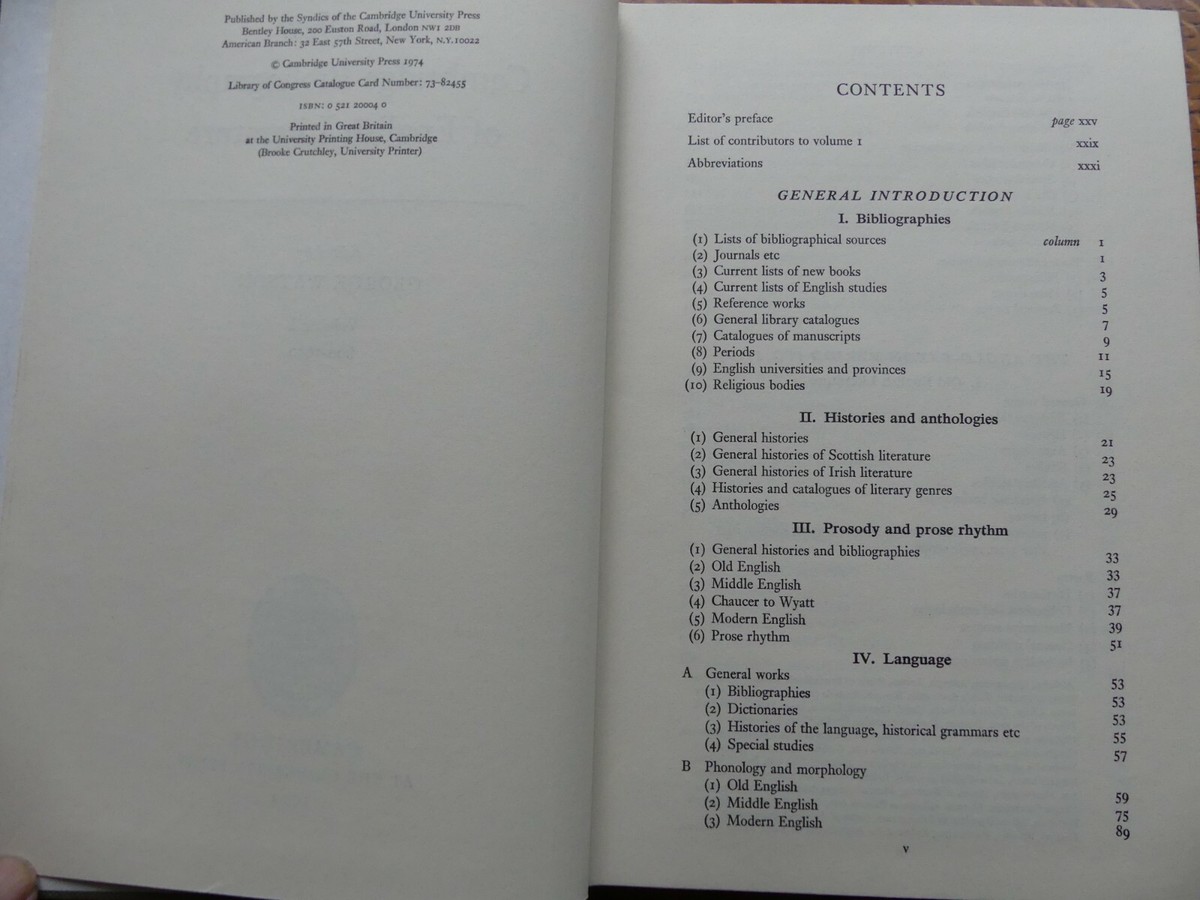 Published by the Syndics of the Cambridge University Press
Bentley House, 200 Euston Road, London NW1 2DB
American Branch: 32 East 57th Street, New York, N.Y.10022
© Cambridge University Press 1974
Library of Congress Catalogue Card Number: 73–82455
ISBN: 0 521 20004 0
Printed in Great Britain
at the University Printing House, Cambridge
(Brooke Crutchley, University Printer)
CONTENTS
Editor's preface page xxv
List of contributors to volume 1 xxix
Abbreviations xxxi
GENERAL INTRODUCTION
I. Bibliographies
(1) Lists of bibliographical sources column 1
(2) Journals etc 1
(3) Current lists of new books 3
(4) Current lists of English studies 5
(5) Reference works 5
(6) General library catalogues 7
(7) Catalogues of manuscripts 9
(8) Periods 11
(9) English universities and provinces 15
(10) Religious bodies 19
II. Histories and anthologies
(1) General histories 21
(2) General histories of Scottish literature 23
(3) General histories of Irish literature 23
(4) Histories and catalogues of literary genres 25
(5) Anthologies 29
III. Prosody and prose rhythm
(1) General histories and bibliographies 33
(2) Old English 33
(3) Middle English 37
(4) Chaucer to Wyatt 37
(5) Modern English 39
(6) Prose rhythm 51
IV. Language
A General works 53
(1) Bibliographies 53
(2) Dictionaries 53
(3) Histories of the language, historical grammars etc 55
(4) Special studies 57
B Phonology and morphology
(1) Old English 59
(2) Middle English 75
(3) Modern English 89
v